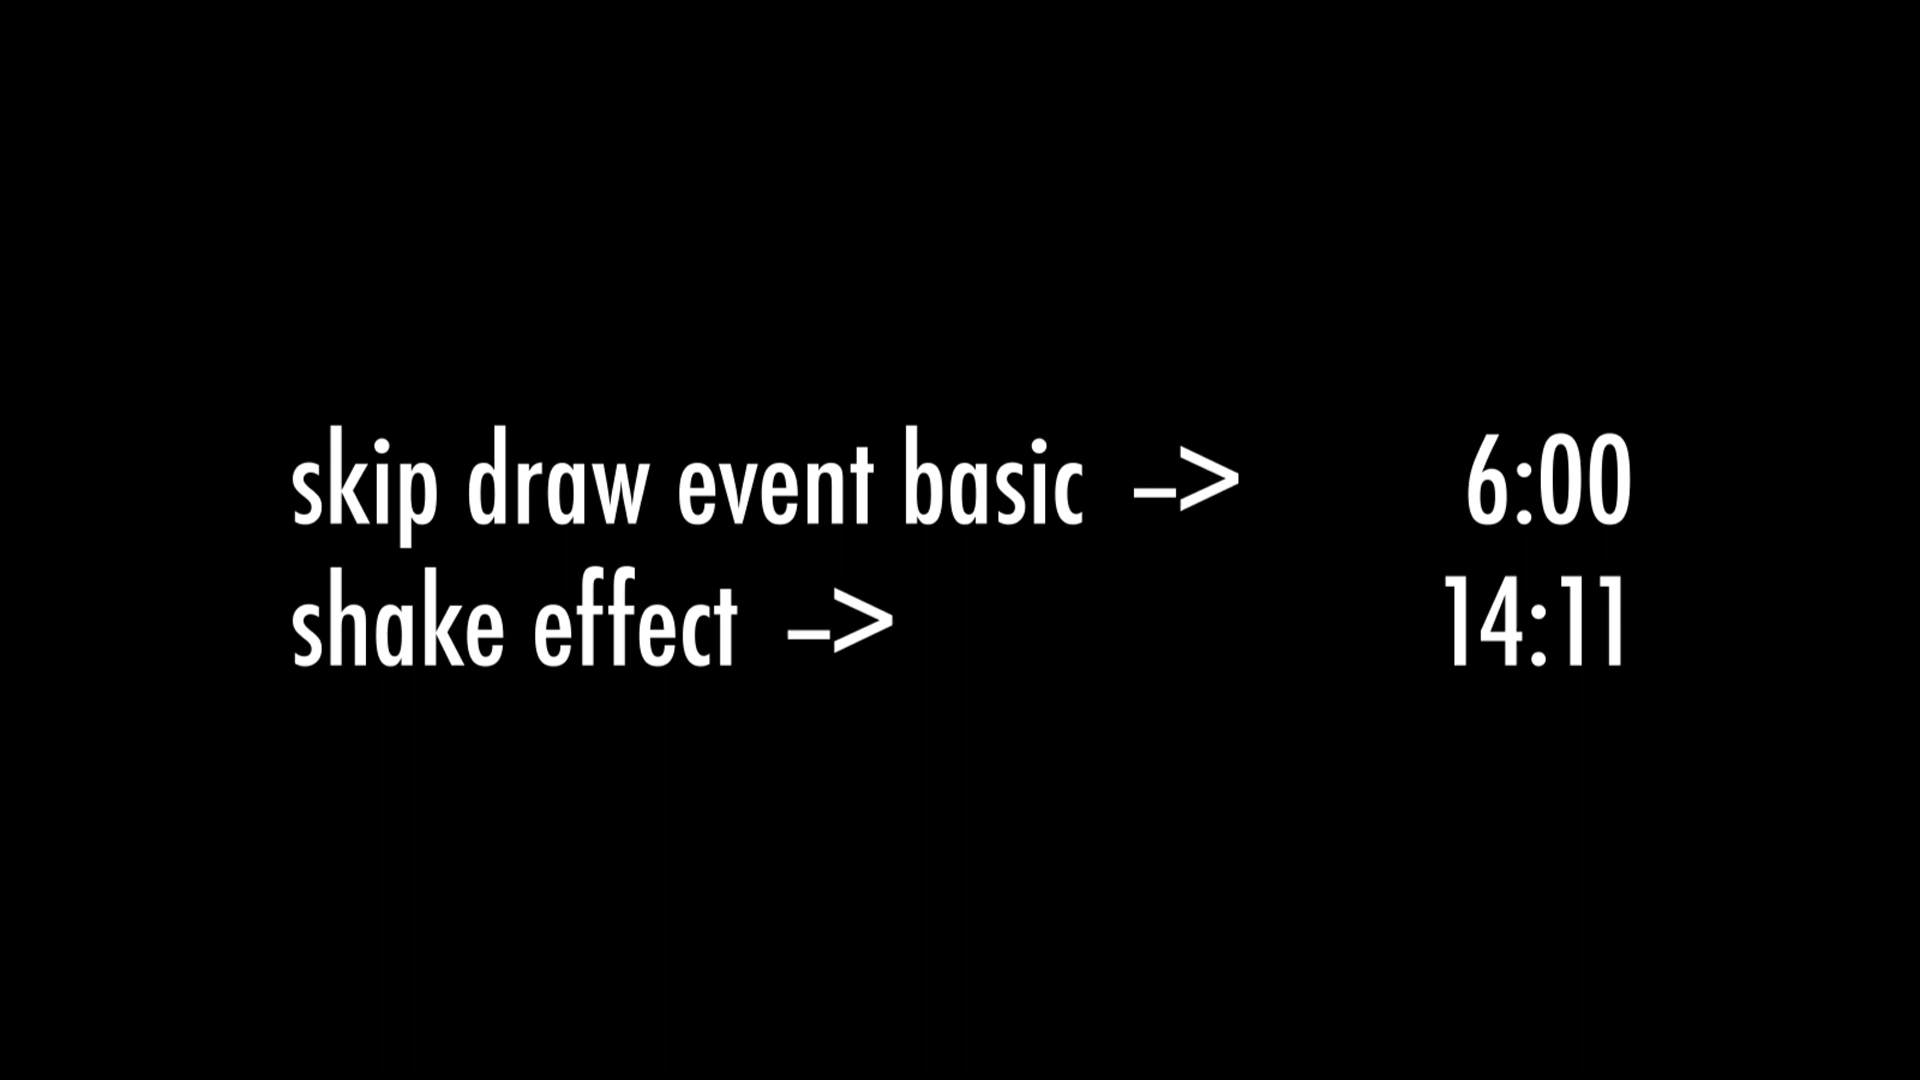 skip draw event basic –> 6:00
shake effect –> 14:11